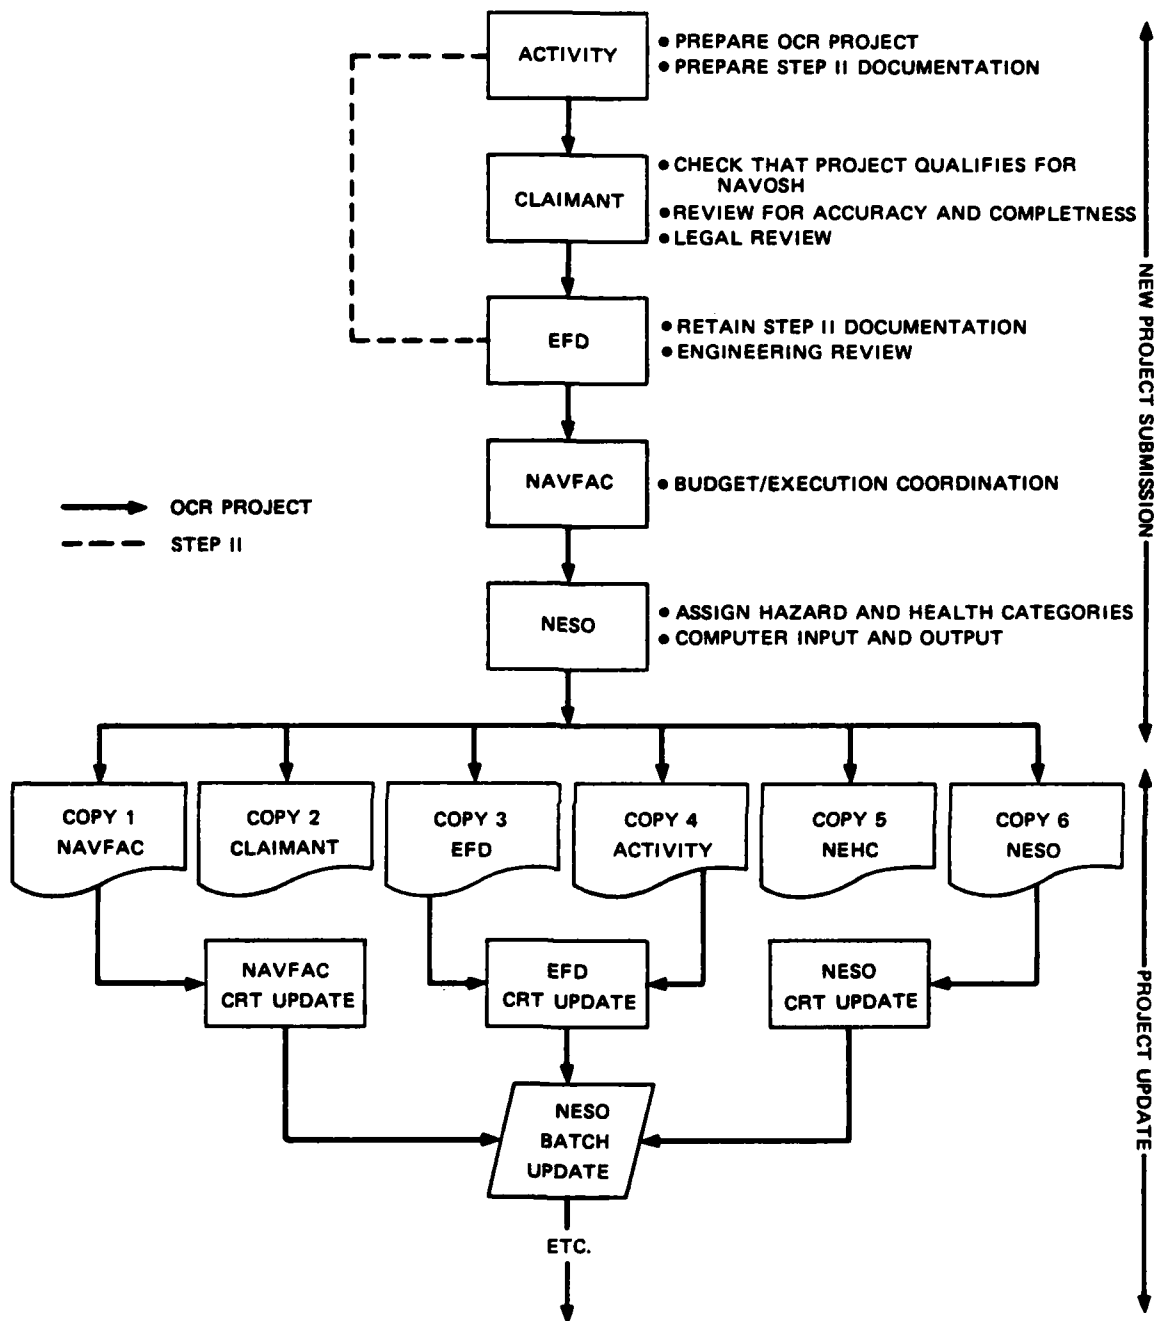 ACTIVITY
• PREPARE OCR PROJECT
• PREPARE STEP II DOCUMENTATION
CLAIMANT
• CHECK THAT PROJECT QUALIFIES FOR
NAVOSH
• REVIEW FOR ACCURACY AND COMPLETNESS
• LEGAL REVIEW
EFD
• RETAIN STEP II DOCUMENTATION
• ENGINEERING REVIEW
NAVFAC
• BUDGET/EXECUTION COORDINATION
OCR PROJECT
STEP II
NESO
• ASSIGN HAZARD AND HEALTH CATEGORIES
• COMPUTER INPUT AND OUTPUT
NEW PROJECT SUBMISSION
COPY 1
NAVFAC
COPY 2
CLAIMANT
COPY 3
EFD
COPY 4
ACTIVITY
COPY 5
NEHC
COPY 6
NESO
NAVFAC
CRT UPDATE
EFD
CRT UPDATE
NESO
CRT UPDATE
NESO
BATCH
UPDATE
ETC.
PROJECT UPDATE